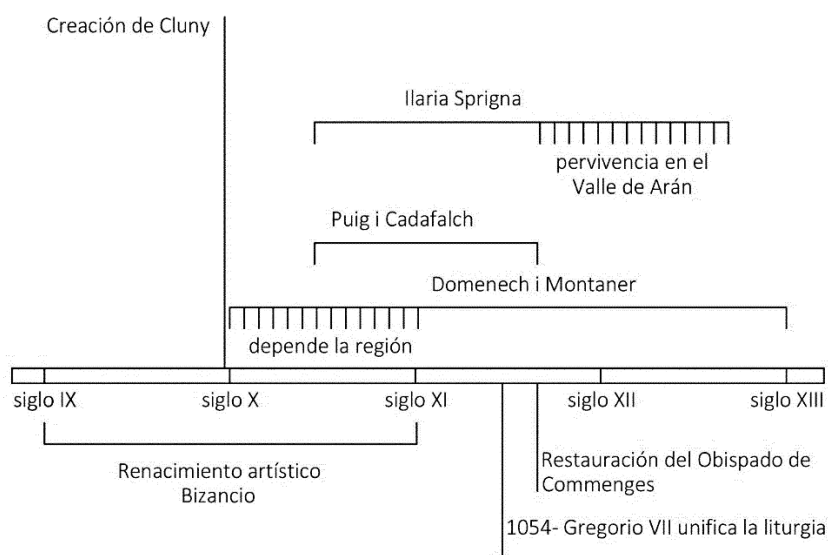 Creación de Cluny
Ilaria Sprigna
pervivencia en el
Valle de Arán
Puig i Cadafalch
Domenech i Montaner
depende la región
siglo IX
siglo X
siglo XI
siglo XII
siglo XIII
Renacimiento artístico
Bizancio
Restauración del Obispado de
Commenges
1054- Gregorio VII unifica la liturgia